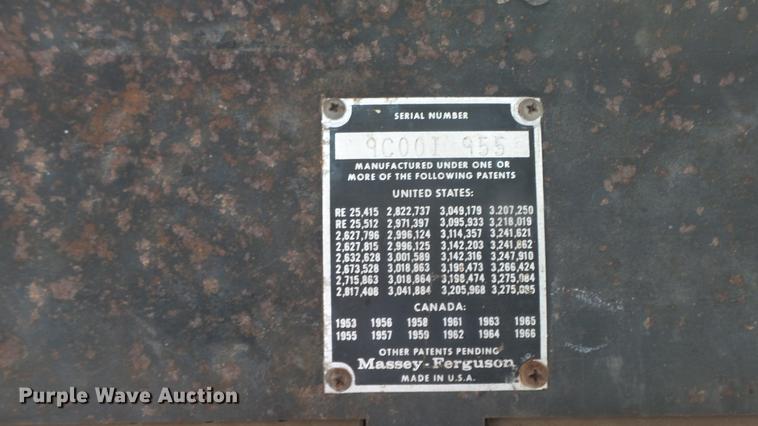 SERIAL NUMBER
9C001 955
MANUFACTURED UNDER ONE OR
MORE OF THE FOLLOWING PATENTS
UNITED STATES:
RE 25,415 2,822,737 3,049,179 3,207,250
RE 25,512 2,971,397 3,095,933 3,218,019
2,627,796 2,996,124 3,114,357 3,241,621
2,627,815 2,996,125 3,142,203 3,241,862
2,632,628 3,001,589 3,142,316 3,247,910
2,673,528 3,018,863 3,196,473 3,266,424
2,715,863 3,018,864 3,198,474 3,275,084
2,817,408 3,041,884 3,205,968 3,275,085
CANADA:
1953 1956 1958 1961 1963 1965
1955 1957 1959 1962 1964 1966
OTHER PATENTS PENDING
Massey-Ferguson
MADE IN U.S.A.
Purple Wave Auction